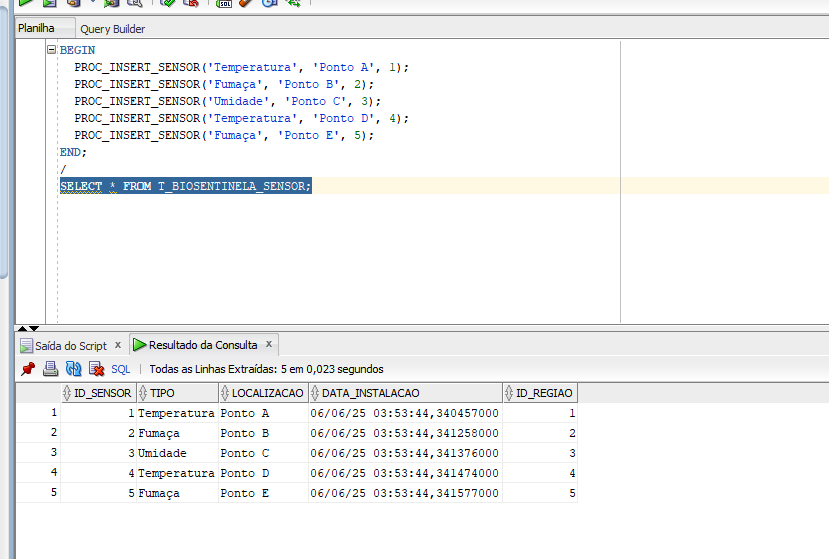 SQL
Planilha Query Builder
BEGIN
PROC_INSERT_SENSOR('Temperatura', 'Ponto A', 1);
PROC_INSERT_SENSOR('Fumaça', 'Ponto B', 2);
PROC_INSERT_SENSOR('Umidade', 'Ponto C', 3);
PROC_INSERT_SENSOR('Temperatura', 'Ponto D', 4);
PROC_INSERT_SENSOR('Fumaça', 'Ponto E', 5);
END;
/
SELECT * FROM T_BIOSENTINELA_SENSOR;
Saída do Script x Resultado da Consulta x
SQL | Todas as Linhas Extraídas: 5 em 0,023 segundos
ID_SENSOR TIPO LOCALIZACAO DATA_INSTALACAO ID_REGIAO
1 1 Temperatura Ponto A 06/06/25 03:53:44,340457000 1
2 2 Fumaça Ponto B 06/06/25 03:53:44,341258000 2
3 3 Umidade Ponto C 06/06/25 03:53:44,341376000 3
4 4 Temperatura Ponto D 06/06/25 03:53:44,341474000 4
5 5 Fumaça Ponto E 06/06/25 03:53:44,341577000 5